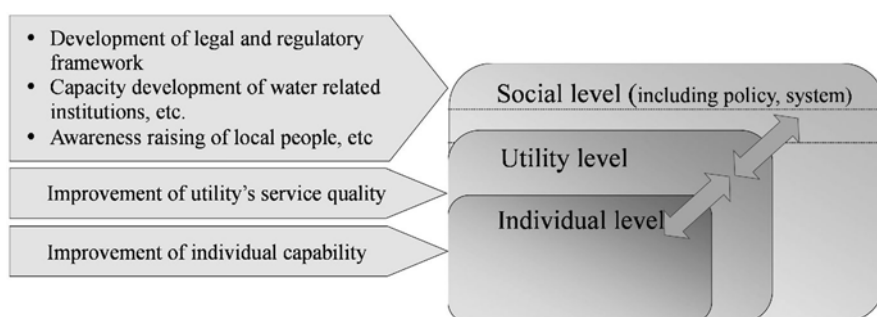 • Development of legal and regulatory
framework
• Capacity development of water related
institutions, etc.
• Awareness raising of local people, etc
Improvement of utility's service quality
Improvement of individual capability
Social level (including policy, system)
Utility level
Individual level